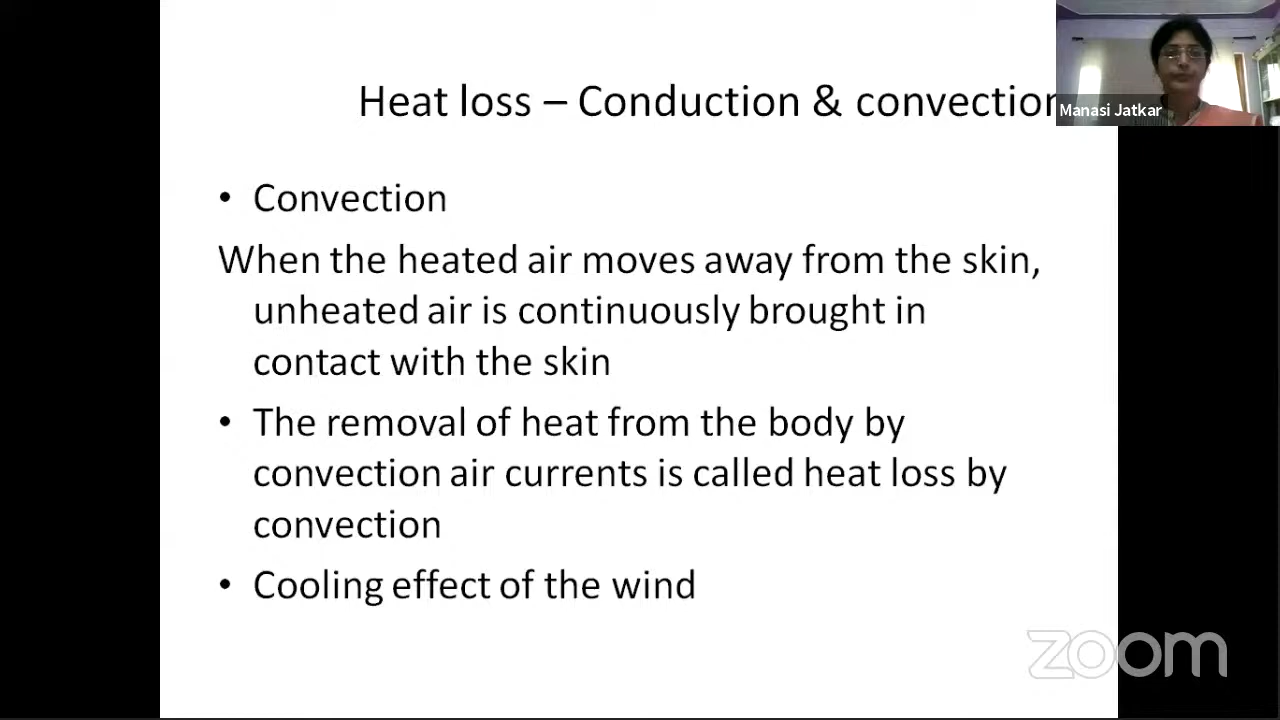 Heat loss – Conduction & convection
Manasi Jatkar
• Convection
When the heated air moves away from the skin,
unheated air is continuously brought in
contact with the skin
• The removal of heat from the body by
convection air currents is called heat loss by
convection
• Cooling effect of the wind
zoom